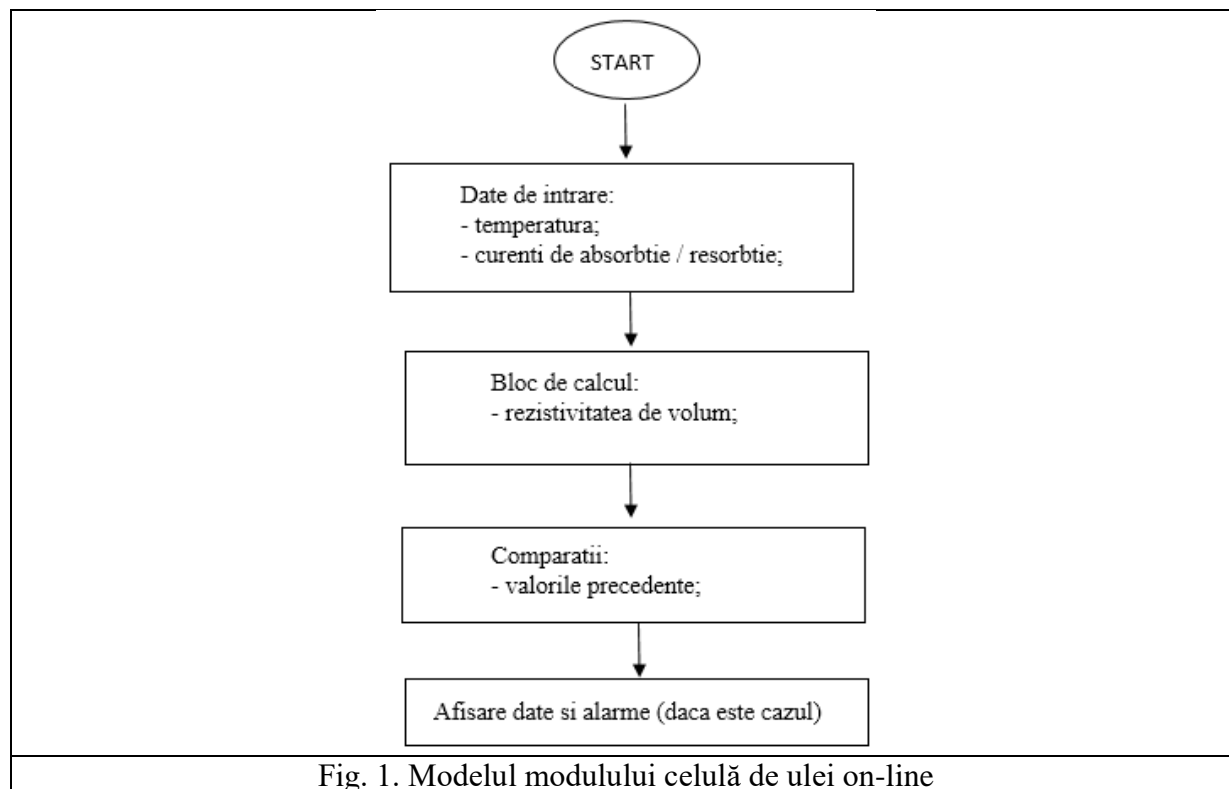 START
Date de intrare:
- temperatura;
- curenti de absorbtie / resorbtie;
Bloc de calcul:
- rezistivitatea de volum;
Comparatii:
- valorile precedente;
Afisare date si alarme (daca este cazul)
Fig. 1. Modelul modulului celulă de ulei on-line